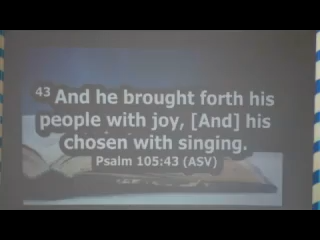 43 And he brought forth his
people with joy, [And] his
chosen with singing.
Psalm 105:43 (ASV)